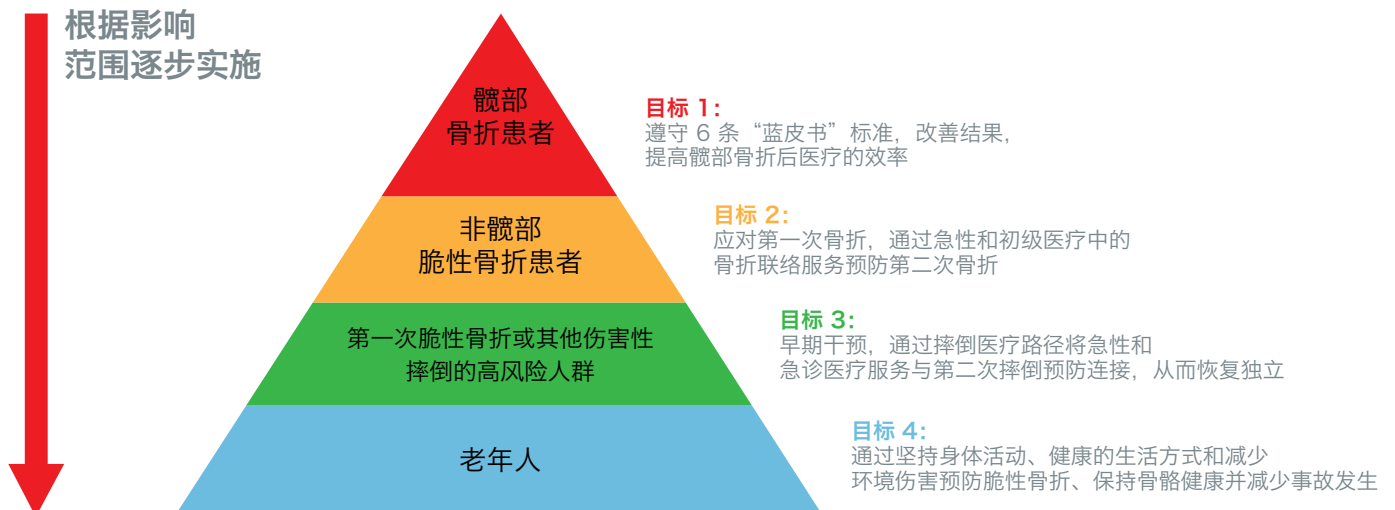 根据影响
范围逐步实施
髋部
骨折患者
目标 1:
遵守 6 条“蓝皮书”标准，改善结果，
提高髋部骨折后医疗的效率
非髋部
脆性骨折患者
目标 2:
应对第一次骨折，通过急性和初级医疗中的
骨折联络服务预防第二次骨折
第一次脆性骨折或其他伤害性
摔倒的高风险人群
目标 3:
早期干预，通过摔倒医疗路径将急性和
急诊医疗服务与第二次摔倒预防连接，从而恢复独立
老年人
目标 4:
通过坚持身体活动、健康的生活方式和减少
环境伤害预防脆性骨折、保持骨骼健康并减少事故发生